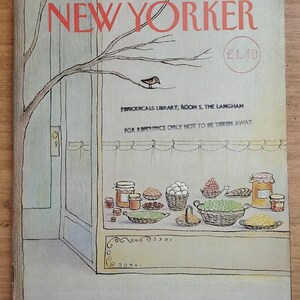 NEW YORKER
£1.40
PERIODICALS LIBRARY, ROOM 5, THE LANGHAM
FOR REFERENCE ONLY NOT TO BE TAKEN AWAY